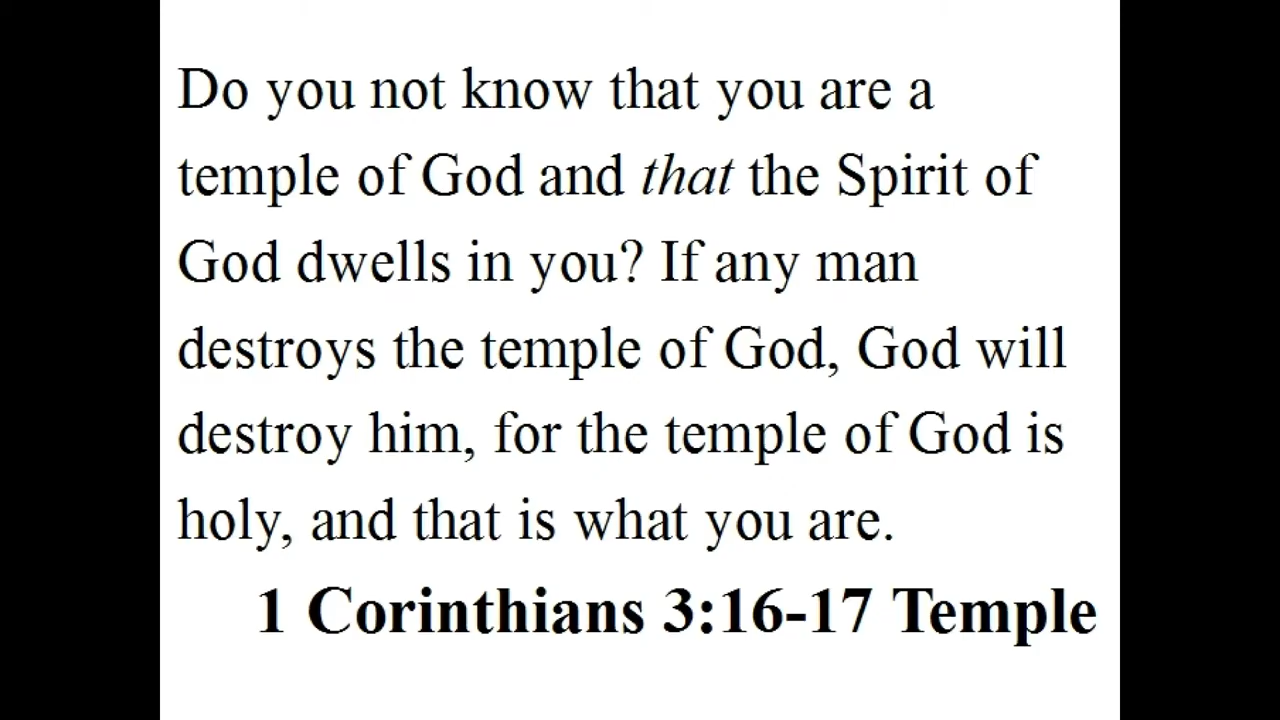 Do you not know that you are a
temple of God and that the Spirit of
God dwells in you? If any man
destroys the temple of God, God will
destroy him, for the temple of God is
holy, and that is what you are.
1 Corinthians 3:16-17 Temple